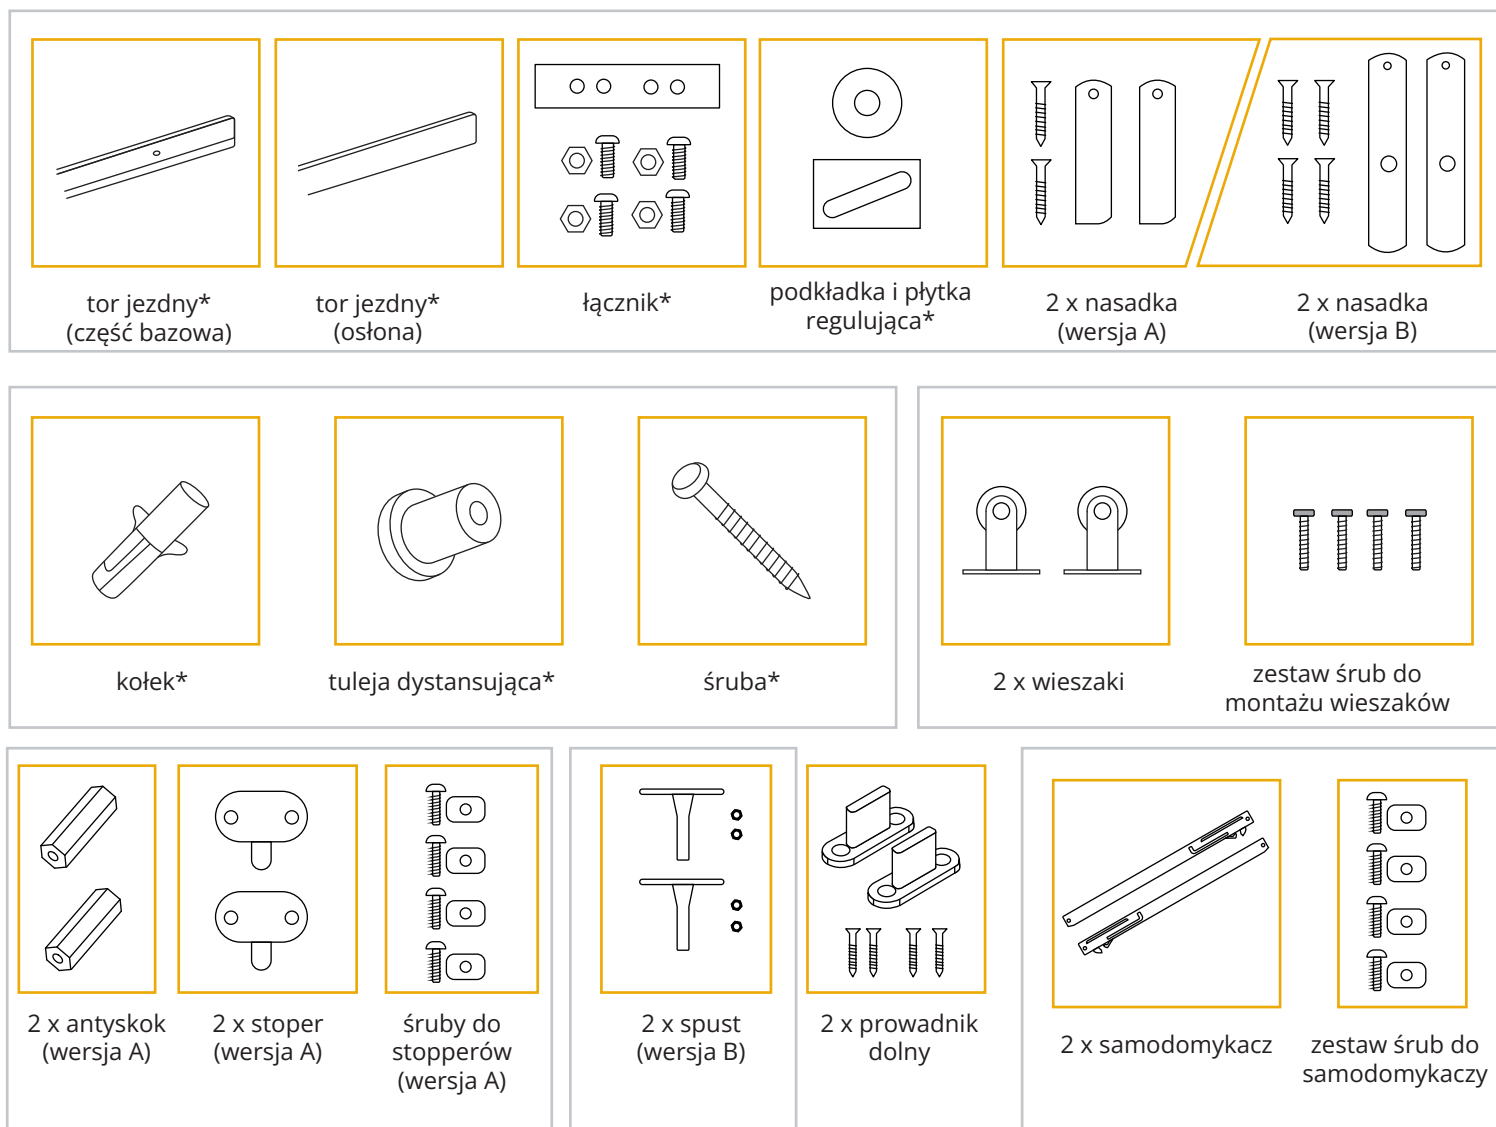 tor jezdny*
(część bazowa)
tor jezdny*
(osłona)
łącznik*
podkładka i płytka
regulująca*
2 x nasadka
(wersja A)
2 x nasadka
(wersja B)
kołek*
tuleja dystansująca*
śruba*
2 x wieszaki
zestaw śrub do
montażu wieszaków
2 x antyskok
(wersja A)
2 x stoper
(wersja A)
śruby do
stopperów
(wersja A)
2 x spust
(wersja B)
2 x prowadnik
dolny
2 x samodomykacz
zestaw śrub do
samodomykaczy